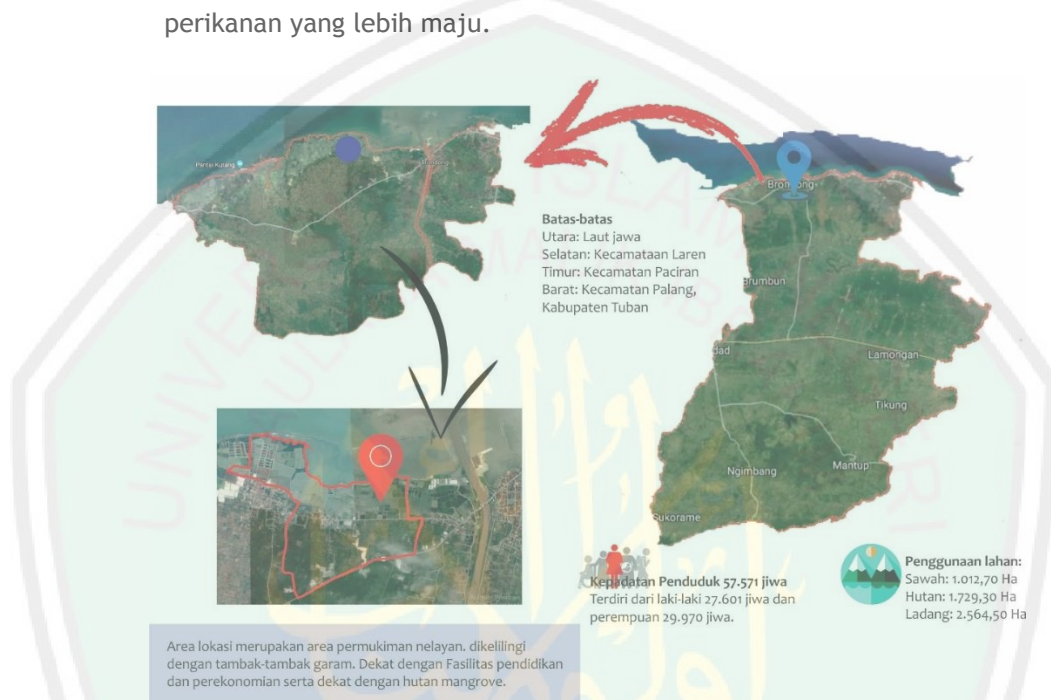 perikanan yang lebih maju.
Pantai Kutang
Brondong
Batas-batas
Utara: Laut jawa
Selatan: Kecamataan Laren
Timur: Kecamatan Paciran
Barat: Kecamatan Palang,
Kabupaten Tuban
Brumbun
dad
Lamongan
Tikung
Ngimbang
Mantup
Sukorame
Kepadatan Penduduk 57.571 jiwa
Terdiri dari laki-laki 27.601 jiwa dan
perempuan 29.970 jiwa.
Penggunaan lahan:
Sawah: 1.012,70 Ha
Hutan: 1.729,30 Ha
Ladang: 2.564,50 Ha
Area lokasi merupakan area permukiman nelayan. dikelilingi
dengan tambak-tambak garam. Dekat dengan Fasilitas pendidikan
dan perekonomian serta dekat dengan hutan mangrove.